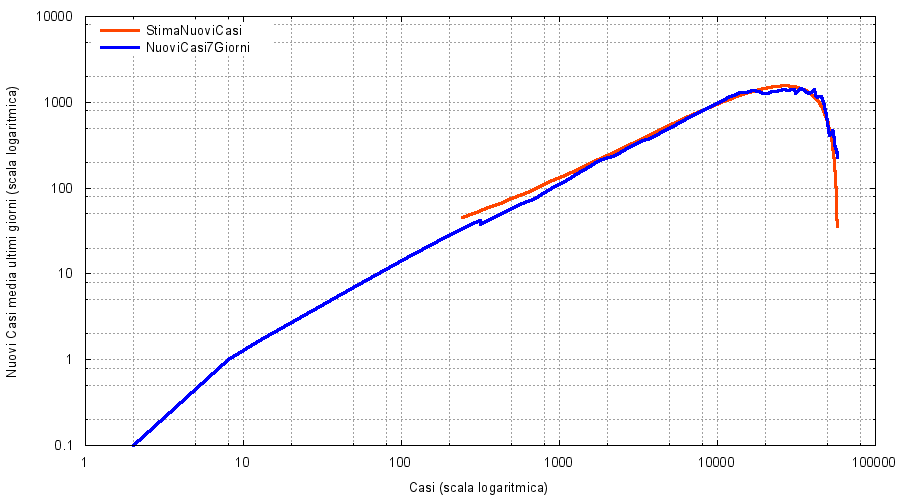 10000
1000
100
10
1
0.1
Nuovi Casi media ultimi giorni (scala logaritmica)
StimaNuoviCasi
NuoviCasi7Giorni
1 10 100 1000 10000 100000
Casi (scala logaritmica)